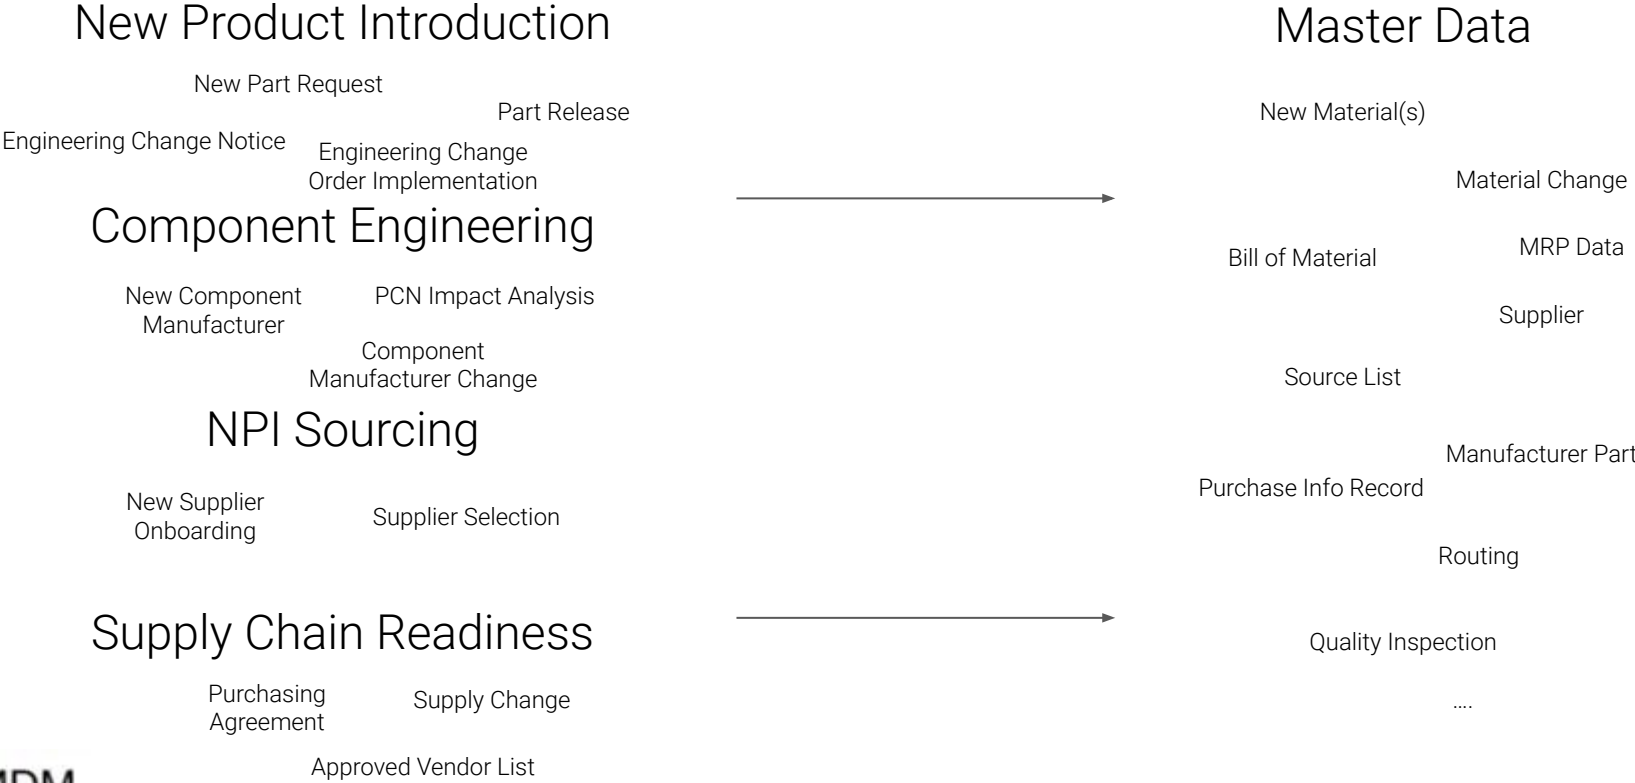 New Product Introduction
New Part Request
Part Release
Engineering Change Notice
Engineering Change
Order Implementation
Component Engineering
New Component
Manufacturer
PCN Impact Analysis
Component
Manufacturer Change
NPI Sourcing
New Supplier
Onboarding
Supplier Selection
Supply Chain Readiness
Purchasing
Agreement
Supply Change
Approved Vendor List
Master Data
New Material(s)
Material Change
Bill of Material
MRP Data
Supplier
Source List
Manufacturer Part
Purchase Info Record
Routing
Quality Inspection
....